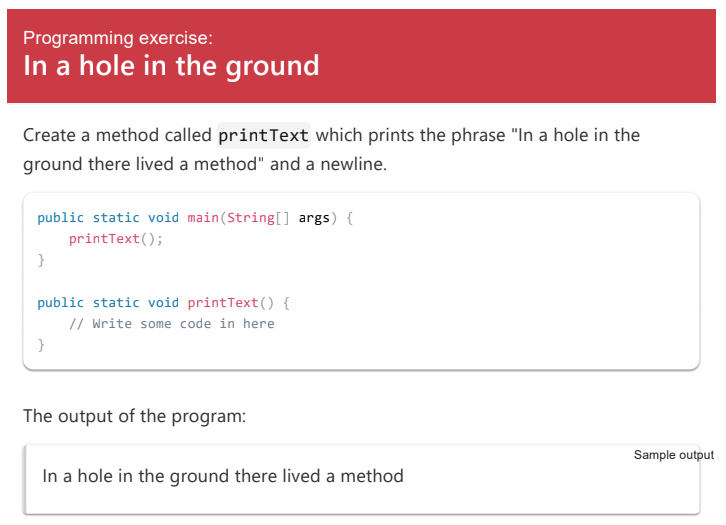 Programming exercise:
In a hole in the ground
Create a method called printText which prints the phrase "In a hole in the
ground there lived a method" and a newline.
public static void main(String[] args) {
    printText();
}
public static void printText() {
    // Write some code in here
}
The output of the program:
Sample output
In a hole in the ground there lived a method